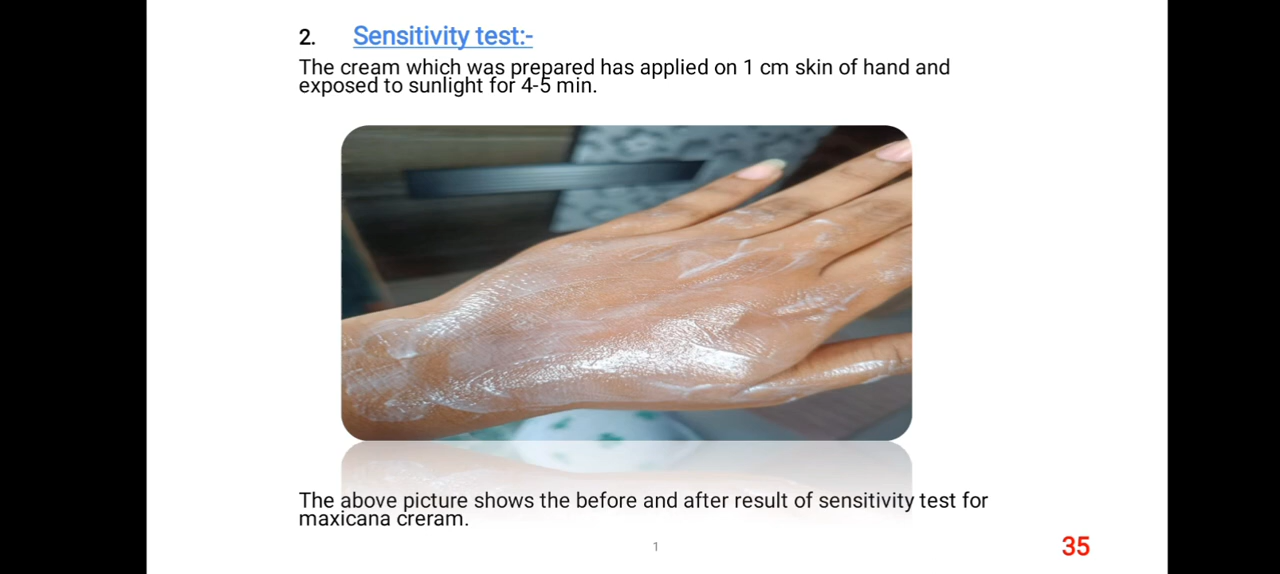 2. Sensitivity test:-
The cream which was prepared has applied on 1 cm skin of hand and
exposed to sunlight for 4-5 min.
The above picture shows the before and after result of sensitivity test for
maxicana creram.
1
35